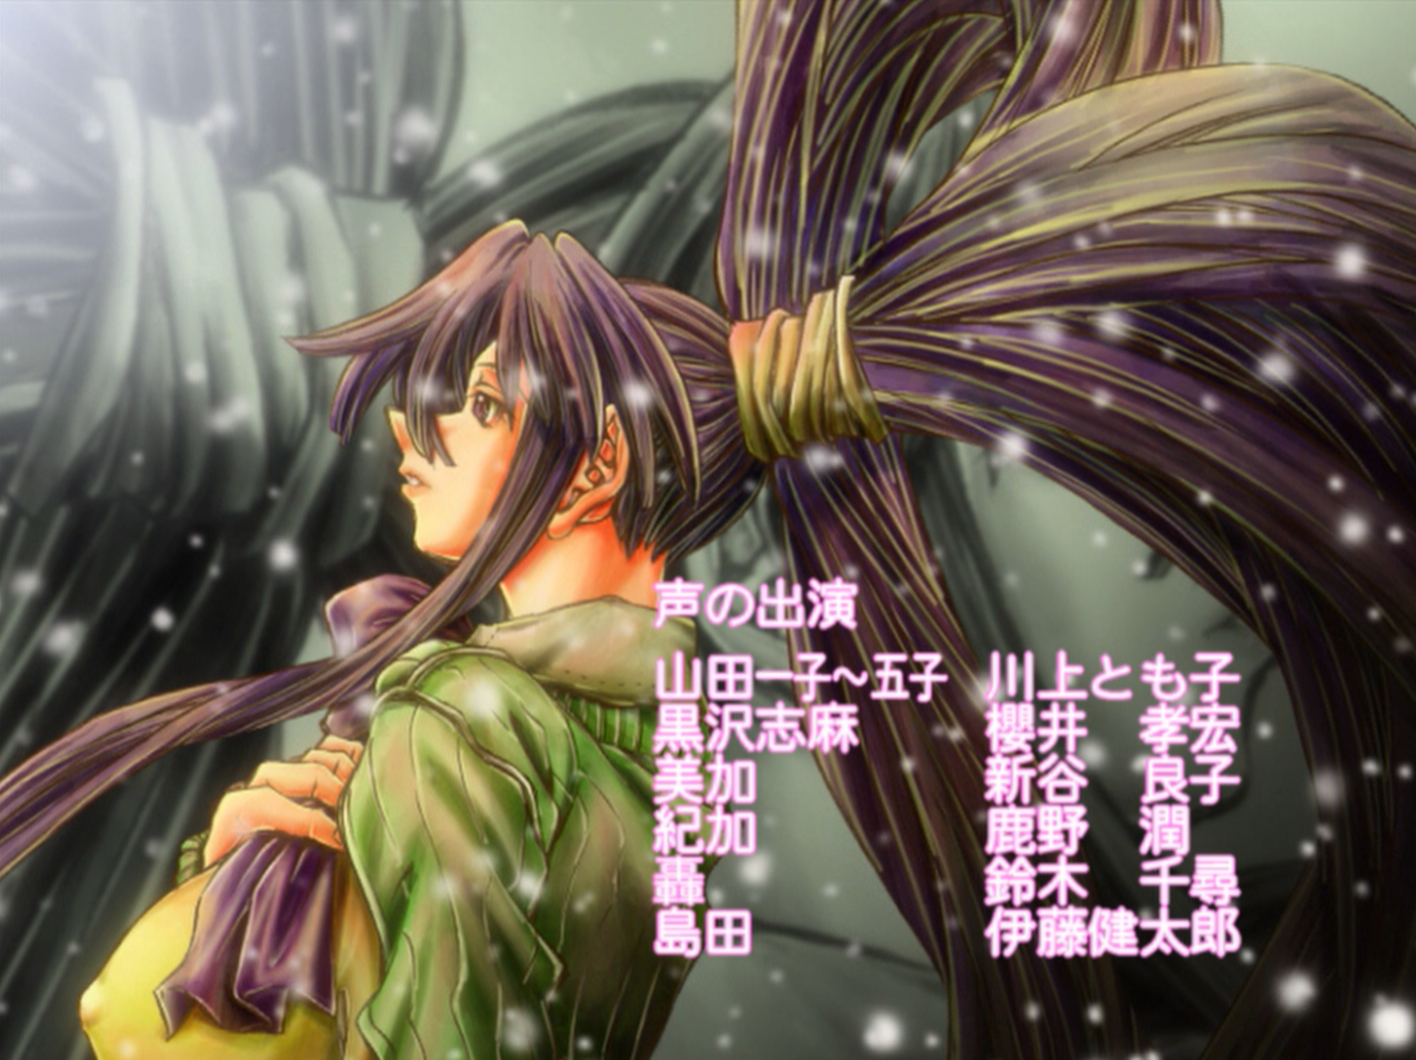 声の出演
山田一子～五子 川上とも子
黒沢志麻 櫻井 孝宏
美加 新谷 良子
紀加 鹿野 潤
轟 鈴木 千尋
島田 伊藤健太郎